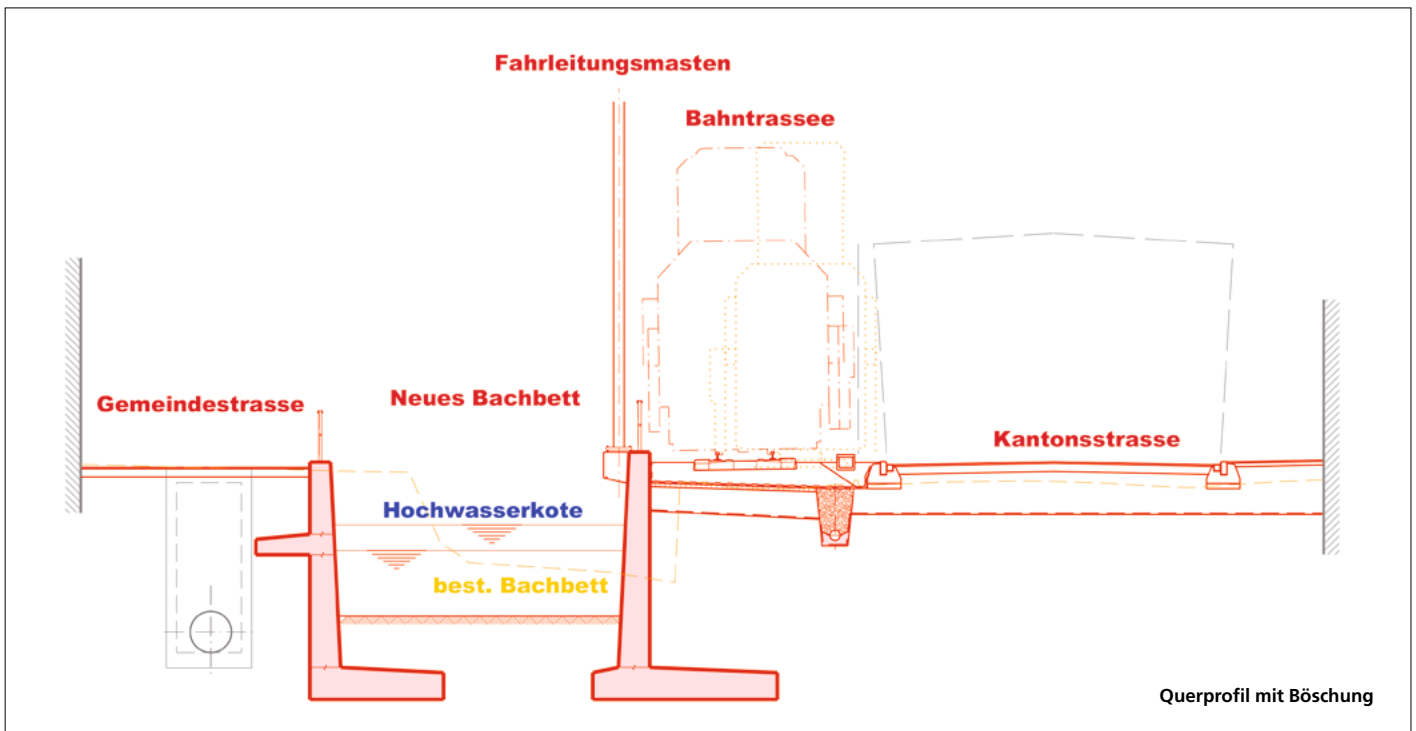 Fahrleitungsmasten
Bahntrassee
Neues Bachbett
Gemeindestrasse
Kantonsstrasse
Hochwasserkote
best. Bachbett
Querprofil mit Böschung